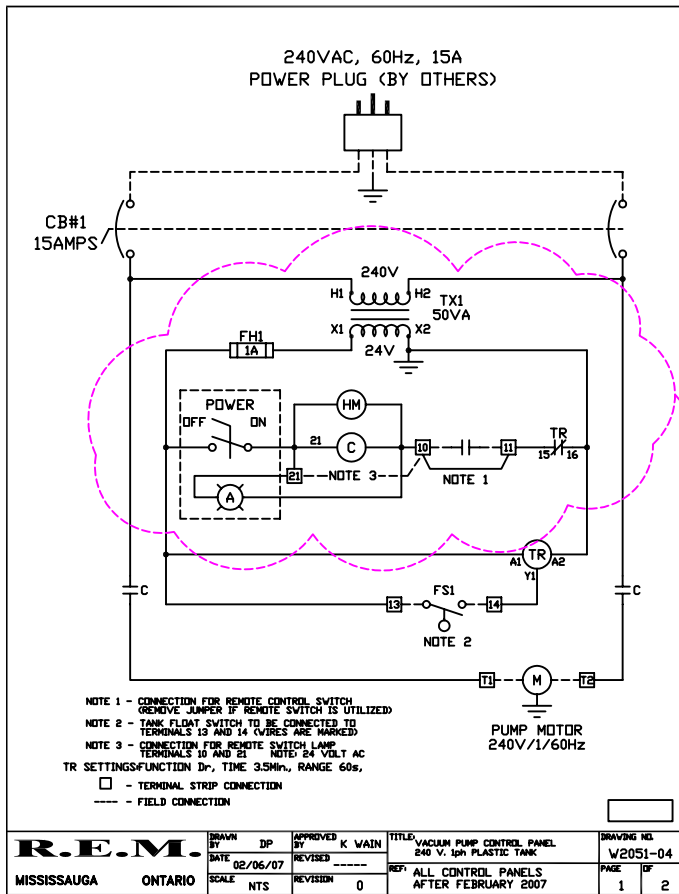 240VAC, 60Hz, 15A
POWER PLUG (BY OTHERS)
CB#1
15AMPS
240V
H1
H2
TX1
50VA
X1
X2
24V
FH1
1A
POWER
OFF
ON
HM
21
C
10
11
TR
15
16
21
NOTE 3
NOTE 1
A
A1
TR
A2
Y1
C
C
FS1
13
14
NOTE 2
T1
M
T2
PUMP MOTOR
240V/1/60Hz
NOTE 1 - CONNECTION FOR REMOTE CONTROL SWITCH
(REMOVE JUMPER IF REMOTE SWITCH IS UTILIZED)
NOTE 2 - TANK FLOAT SWITCH TO BE CONNECTED TO
TERMINALS 13 AND 14 (WIRES ARE MARKED)
NOTE 3 - CONNECTION FOR REMOTE SWITCH LAMP
TERMINALS 10 AND 21 NOTE: 24 VOLT AC
TR SETTINGS:FUNCTION Dr, TIME 3.5Min., RANGE 60s,
- TERMINAL STRIP CONNECTION
---- - FIELD CONNECTION
R.E.M.
MISSISSAUGA ONTARIO
DRAWN BY DP
APPROVED BY K WAIN
DATE 02/06/07
REVISED ------
SCALE NTS
REVISION 0
TITLE: VACUUM PUMP CONTROL PANEL
240 V. 1ph PLASTIC TANK
REF: ALL CONTROL PANELS
AFTER FEBRUARY 2007
DRAWING NO.
W2051-04
PAGE 1 OF 2